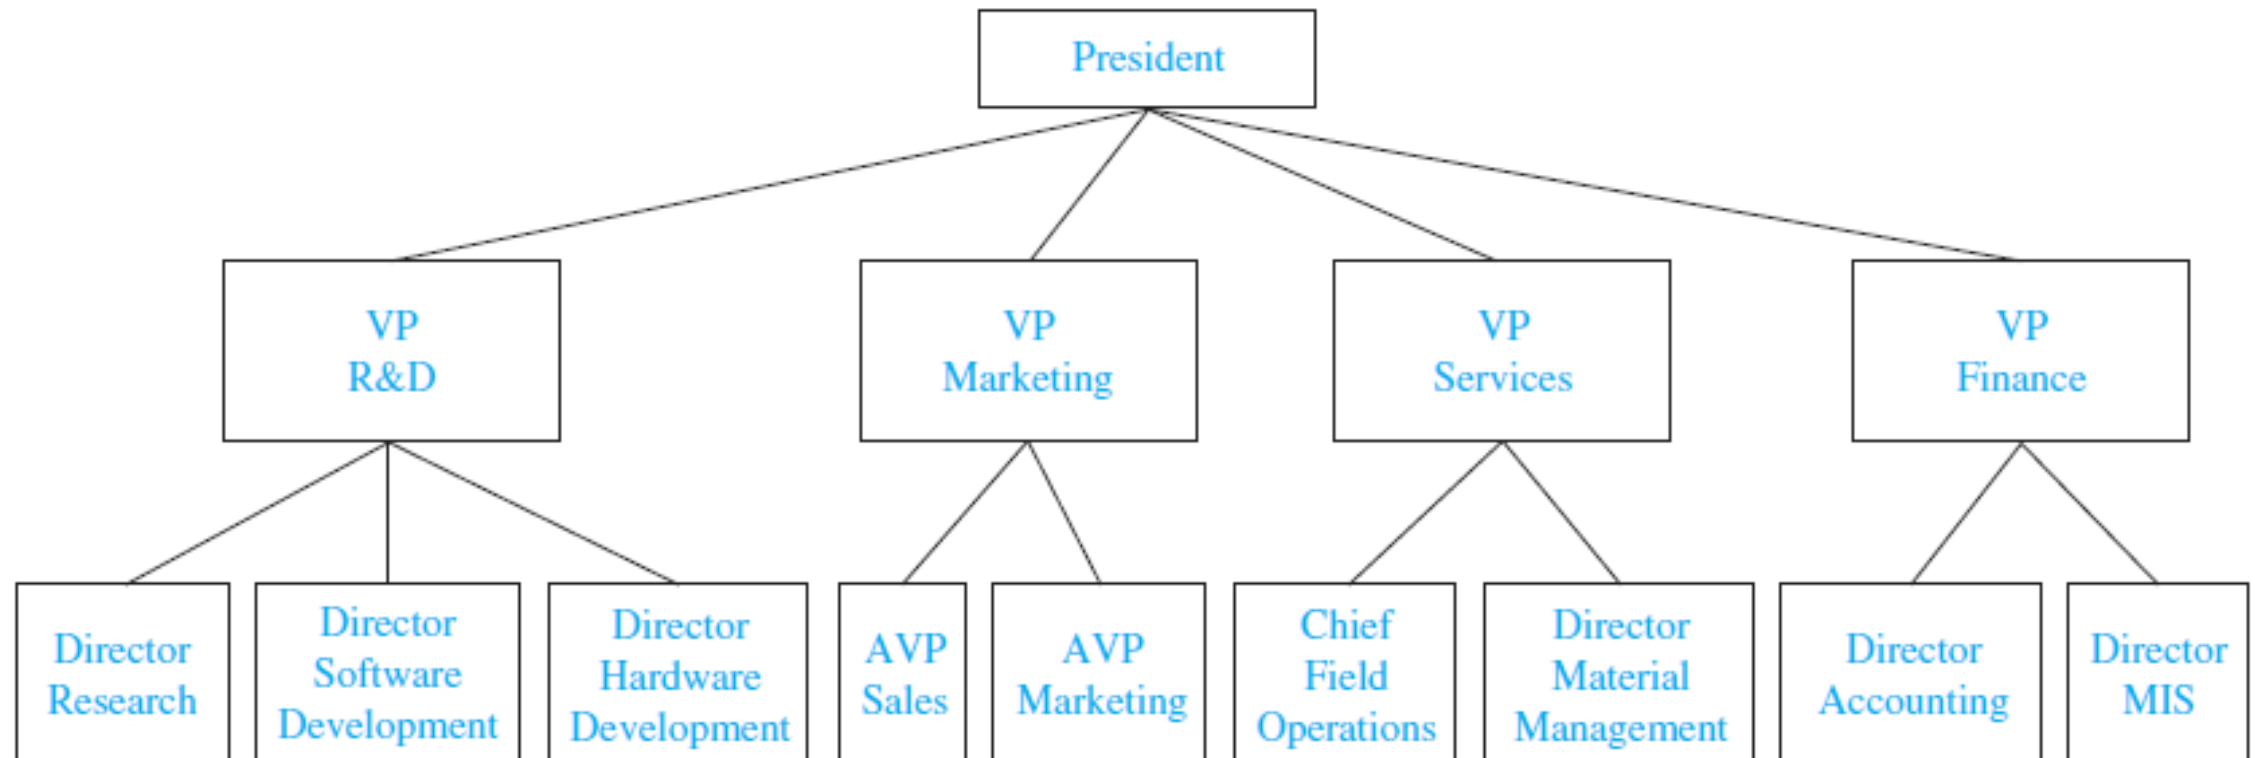 President
VP
R&D
VP
Marketing
VP
Services
VP
Finance
Director
Research
Director
Software
Development
Director
Hardware
Development
AVP
Sales
AVP
Marketing
Chief
Field
Operations
Director
Material
Management
Director
Accounting
Director
MIS